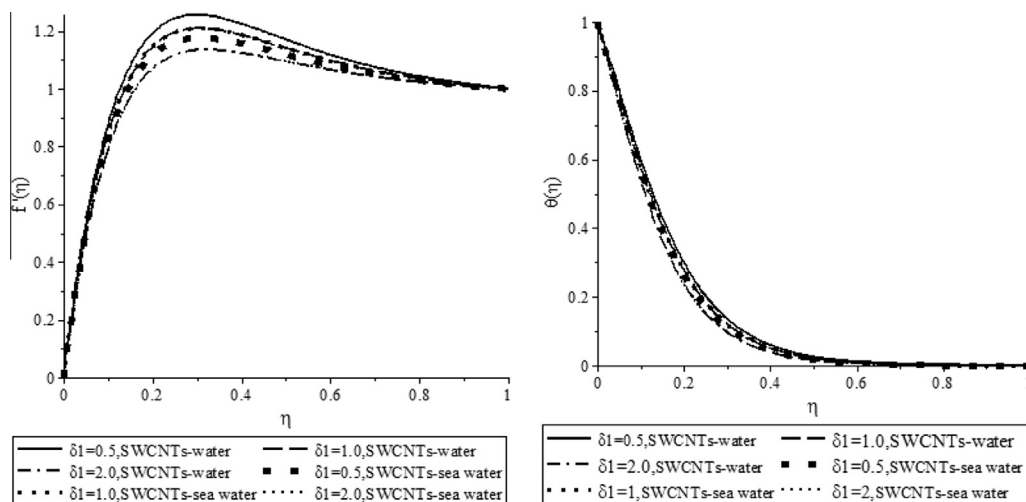 1.2
1
0.8
0.6
0.4
0.2
0
f '(η)
0 0.2 0.4 0.6 0.8 1
η
δ1=0.5,SWCNTs-water δ1=1.0,SWCNTs-water
δ1=2.0,SWCNTs-water δ1=0.5,SWCNTs-sea water
δ1=1.0,SWCNTs-sea water δ1=2.0,SWCNTs-sea water
1
0.8
0.6
0.4
0.2
0
θ(η)
0 0.2 0.4 0.6 0.8 1
η
δ1=0.5,SWCNTs-water δ1=1.0,SWCNTs-water
δ1=2.0,SWCNTs-water δ1=0.5,SWCNTs-sea water
δ1=1,SWCNTs-sea water δ1=2,SWCNTs-sea water